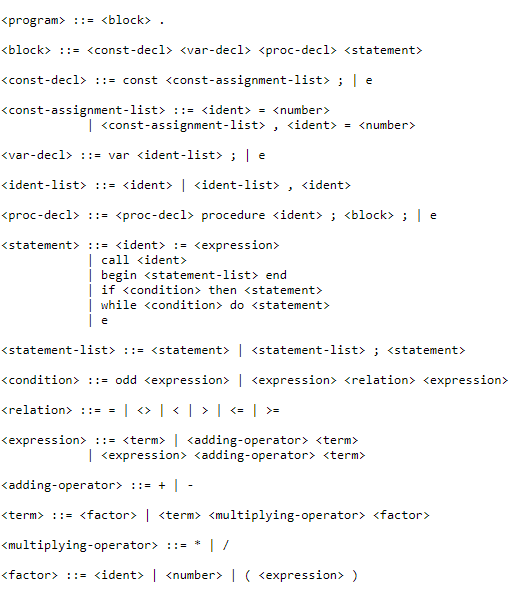 <program> ::= <block> .
<block> ::= <const-decl> <var-decl> <proc-decl> <statement>
<const-decl> ::= const <const-assignment-list> ; | e
<const-assignment-list> ::= <ident> = <number>
| <const-assignment-list> , <ident> = <number>
<var-decl> ::= var <ident-list> ; | e
<ident-list> ::= <ident> | <ident-list> , <ident>
<proc-decl> ::= <proc-decl> procedure <ident> ; <block> ; | e
<statement> ::= <ident> := <expression>
| call <ident>
| begin <statement-list> end
| if <condition> then <statement>
| while <condition> do <statement>
| e
<statement-list> ::= <statement> | <statement-list> ; <statement>
<condition> ::= odd <expression> | <expression> <relation> <expression>
<relation> ::= = | <> | < | > | <= | >=
<expression> ::= <term> | <adding-operator> <term>
| <expression> <adding-operator> <term>
<adding-operator> ::= + | -
<term> ::= <factor> | <term> <multiplying-operator> <factor>
<multiplying-operator> ::= * | /
<factor> ::= <ident> | <number> | ( <expression> )